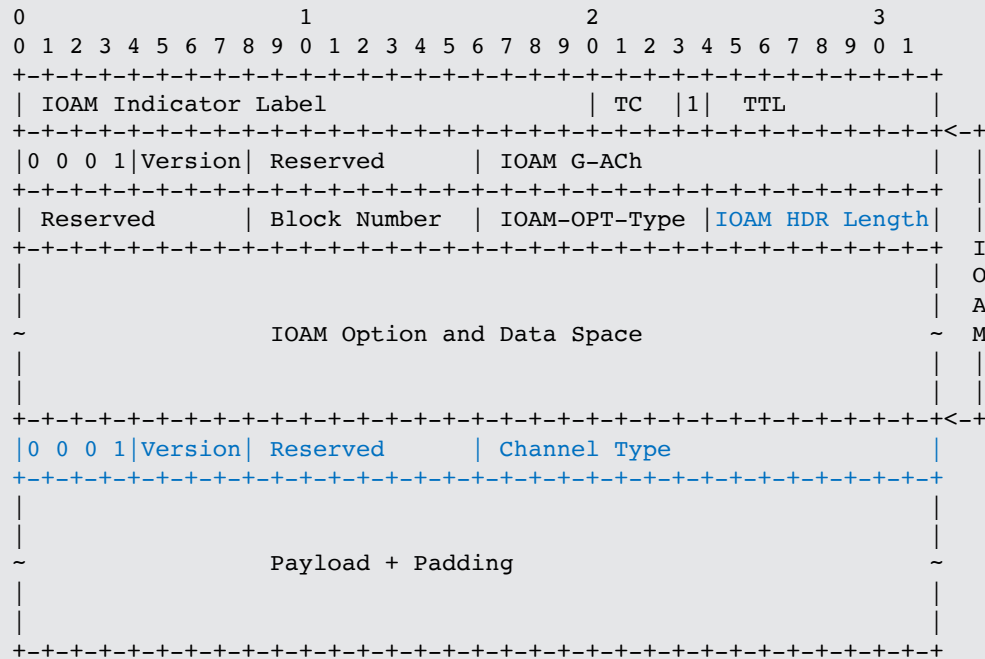 0                   1                   2                   3
0 1 2 3 4 5 6 7 8 9 0 1 2 3 4 5 6 7 8 9 0 1 2 3 4 5 6 7 8 9 0 1
+-+-+-+-+-+-+-+-+-+-+-+-+-+-+-+-+-+-+-+-+-+-+-+-+-+-+-+-+-+-+-+-+
| IOAM Indicator Label                  | TC  |1|  TTL          |
+-+-+-+-+-+-+-+-+-+-+-+-+-+-+-+-+-+-+-+-+-+-+-+-+-+-+-+-+-+-+-+-+<-+
|0 0 0 1|Version| Reserved      | IOAM G-ACh                    |  |
+-+-+-+-+-+-+-+-+-+-+-+-+-+-+-+-+-+-+-+-+-+-+-+-+-+-+-+-+-+-+-+-+  |
| Reserved      | Block Number  | IOAM-OPT-Type |IOAM HDR Length|  |
+-+-+-+-+-+-+-+-+-+-+-+-+-+-+-+-+-+-+-+-+-+-+-+-+-+-+-+-+-+-+-+-+  I
|                                                               |  O
|                                                               |  A
~                 IOAM Option and Data Space                    ~  M
|                                                               |  |
|                                                               |  |
+-+-+-+-+-+-+-+-+-+-+-+-+-+-+-+-+-+-+-+-+-+-+-+-+-+-+-+-+-+-+-+-+<-+
|0 0 0 1|Version| Reserved      | Channel Type                  |
+-+-+-+-+-+-+-+-+-+-+-+-+-+-+-+-+-+-+-+-+-+-+-+-+-+-+-+-+-+-+-+-+
|                                                               |
|                                                               |
~                 Payload + Padding                             ~
|                                                               |
|                                                               |
+-+-+-+-+-+-+-+-+-+-+-+-+-+-+-+-+-+-+-+-+-+-+-+-+-+-+-+-+-+-+-+-+